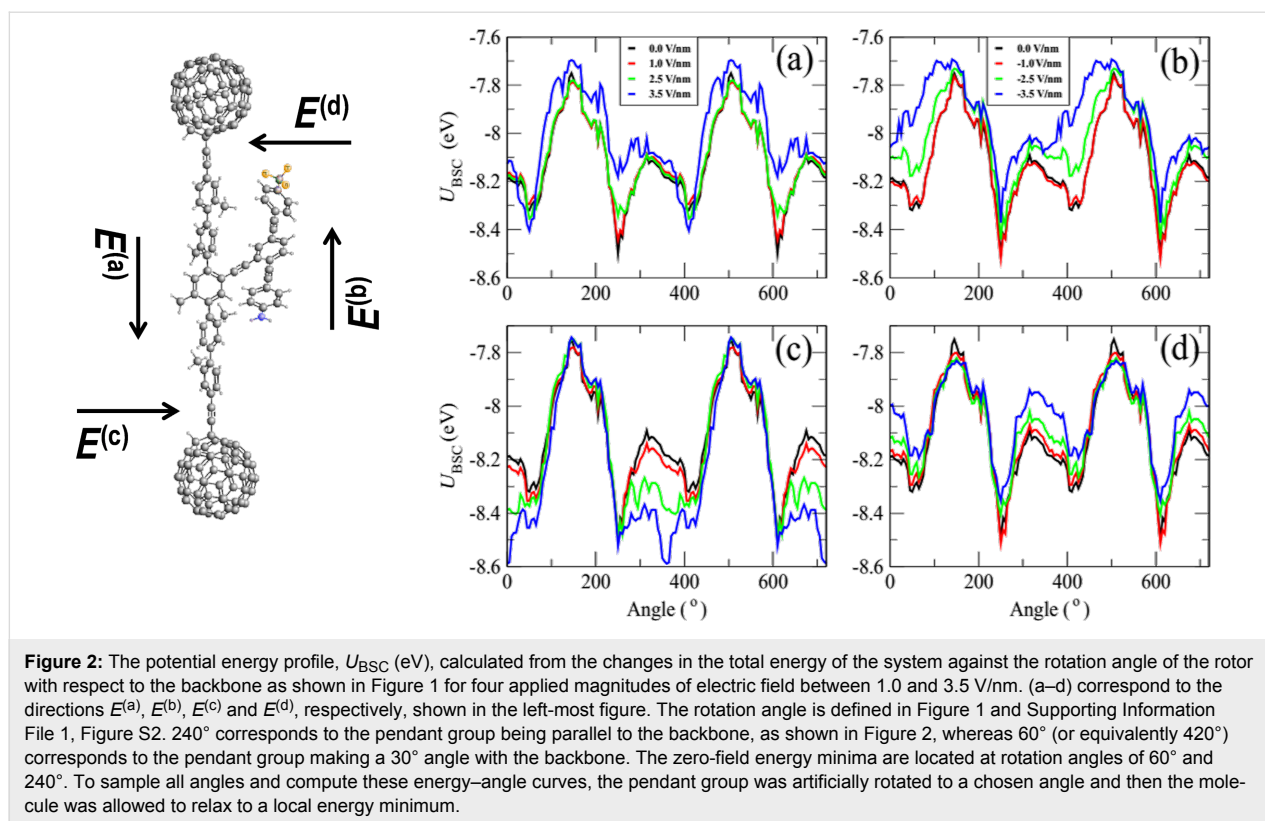 E(d)
E(a)
E(b)
E(c)
(a)
0.0 V/nm
1.0 V/nm
2.5 V/nm
3.5 V/nm
-7.6
-7.8
-8
-8.2
-8.4
-8.6
UBSC (eV)
0 200 400 600
(b)
0.0 V/nm
-1.0 V/nm
-2.5 V/nm
-3.5 V/nm
-7.6
-7.8
-8
-8.2
-8.4
-8.6
UBSC (eV)
0 200 400 600
(c)
-7.8
-8
-8.2
-8.4
-8.6
UBSC (eV)
0 200 400 600
Angle (°)
(d)
-7.8
-8
-8.2
-8.4
-8.6
UBSC (eV)
0 200 400 600
Angle (°)
Figure 2: The potential energy profile, UBSC (eV), calculated from the changes in the total energy of the system against the rotation angle of the rotor
with respect to the backbone as shown in Figure 1 for four applied magnitudes of electric field between 1.0 and 3.5 V/nm. (a–d) correspond to the
directions E(a), E(b), E(c) and E(d), respectively, shown in the left-most figure. The rotation angle is defined in Figure 1 and Supporting Information
File 1, Figure S2. 240° corresponds to the pendant group being parallel to the backbone, as shown in Figure 2, whereas 60° (or equivalently 420°)
corresponds to the pendant group making a 30° angle with the backbone. The zero-field energy minima are located at rotation angles of 60° and
240°. To sample all angles and compute these energy–angle curves, the pendant group was artificially rotated to a chosen angle and then the mole-
cule was allowed to relax to a local energy minimum.